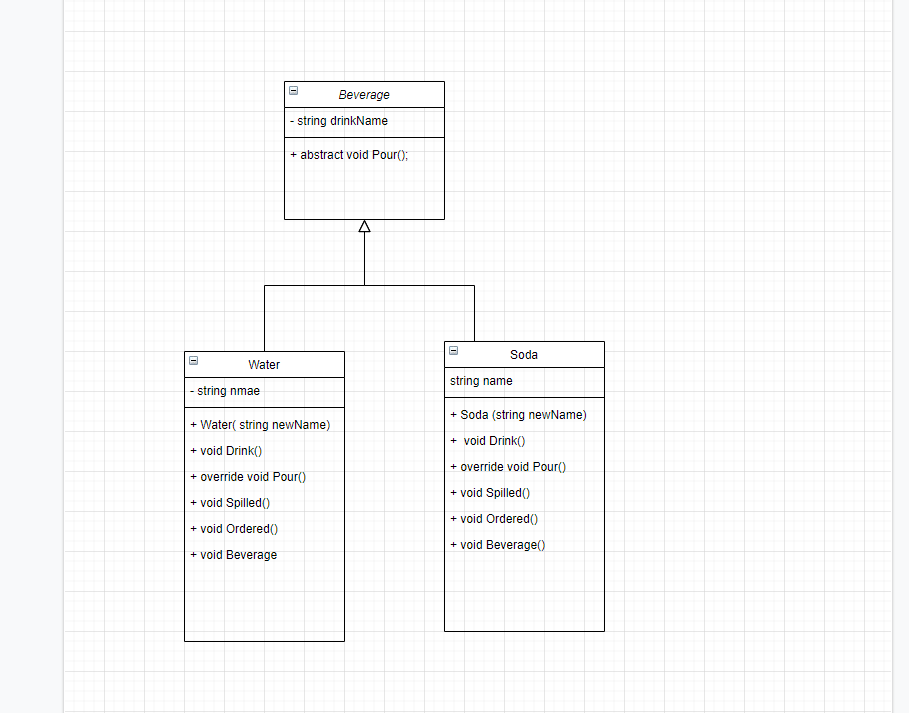 Beverage
- string drinkName
+ abstract void Pour();
Water
- string nmae
+ Water( string newName)
+ void Drink()
+ override void Pour()
+ void Spilled()
+ void Ordered()
+ void Beverage
Soda
string name
+ Soda (string newName)
+  void Drink()
+ override void Pour()
+ void Spilled()
+ void Ordered()
+ void Beverage()